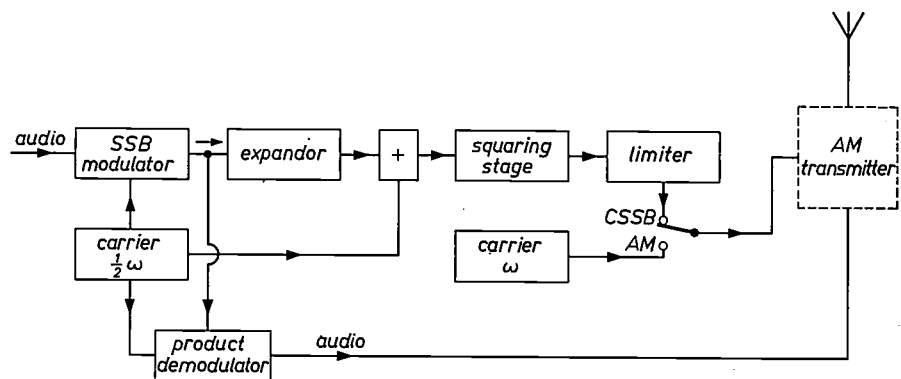 audio
SSB
modulator
expandor
+
squaring
stage
limiter
AM
transmitter
CSSB
AM
carrier
½ ω
carrier
ω
product
demodulator
audio